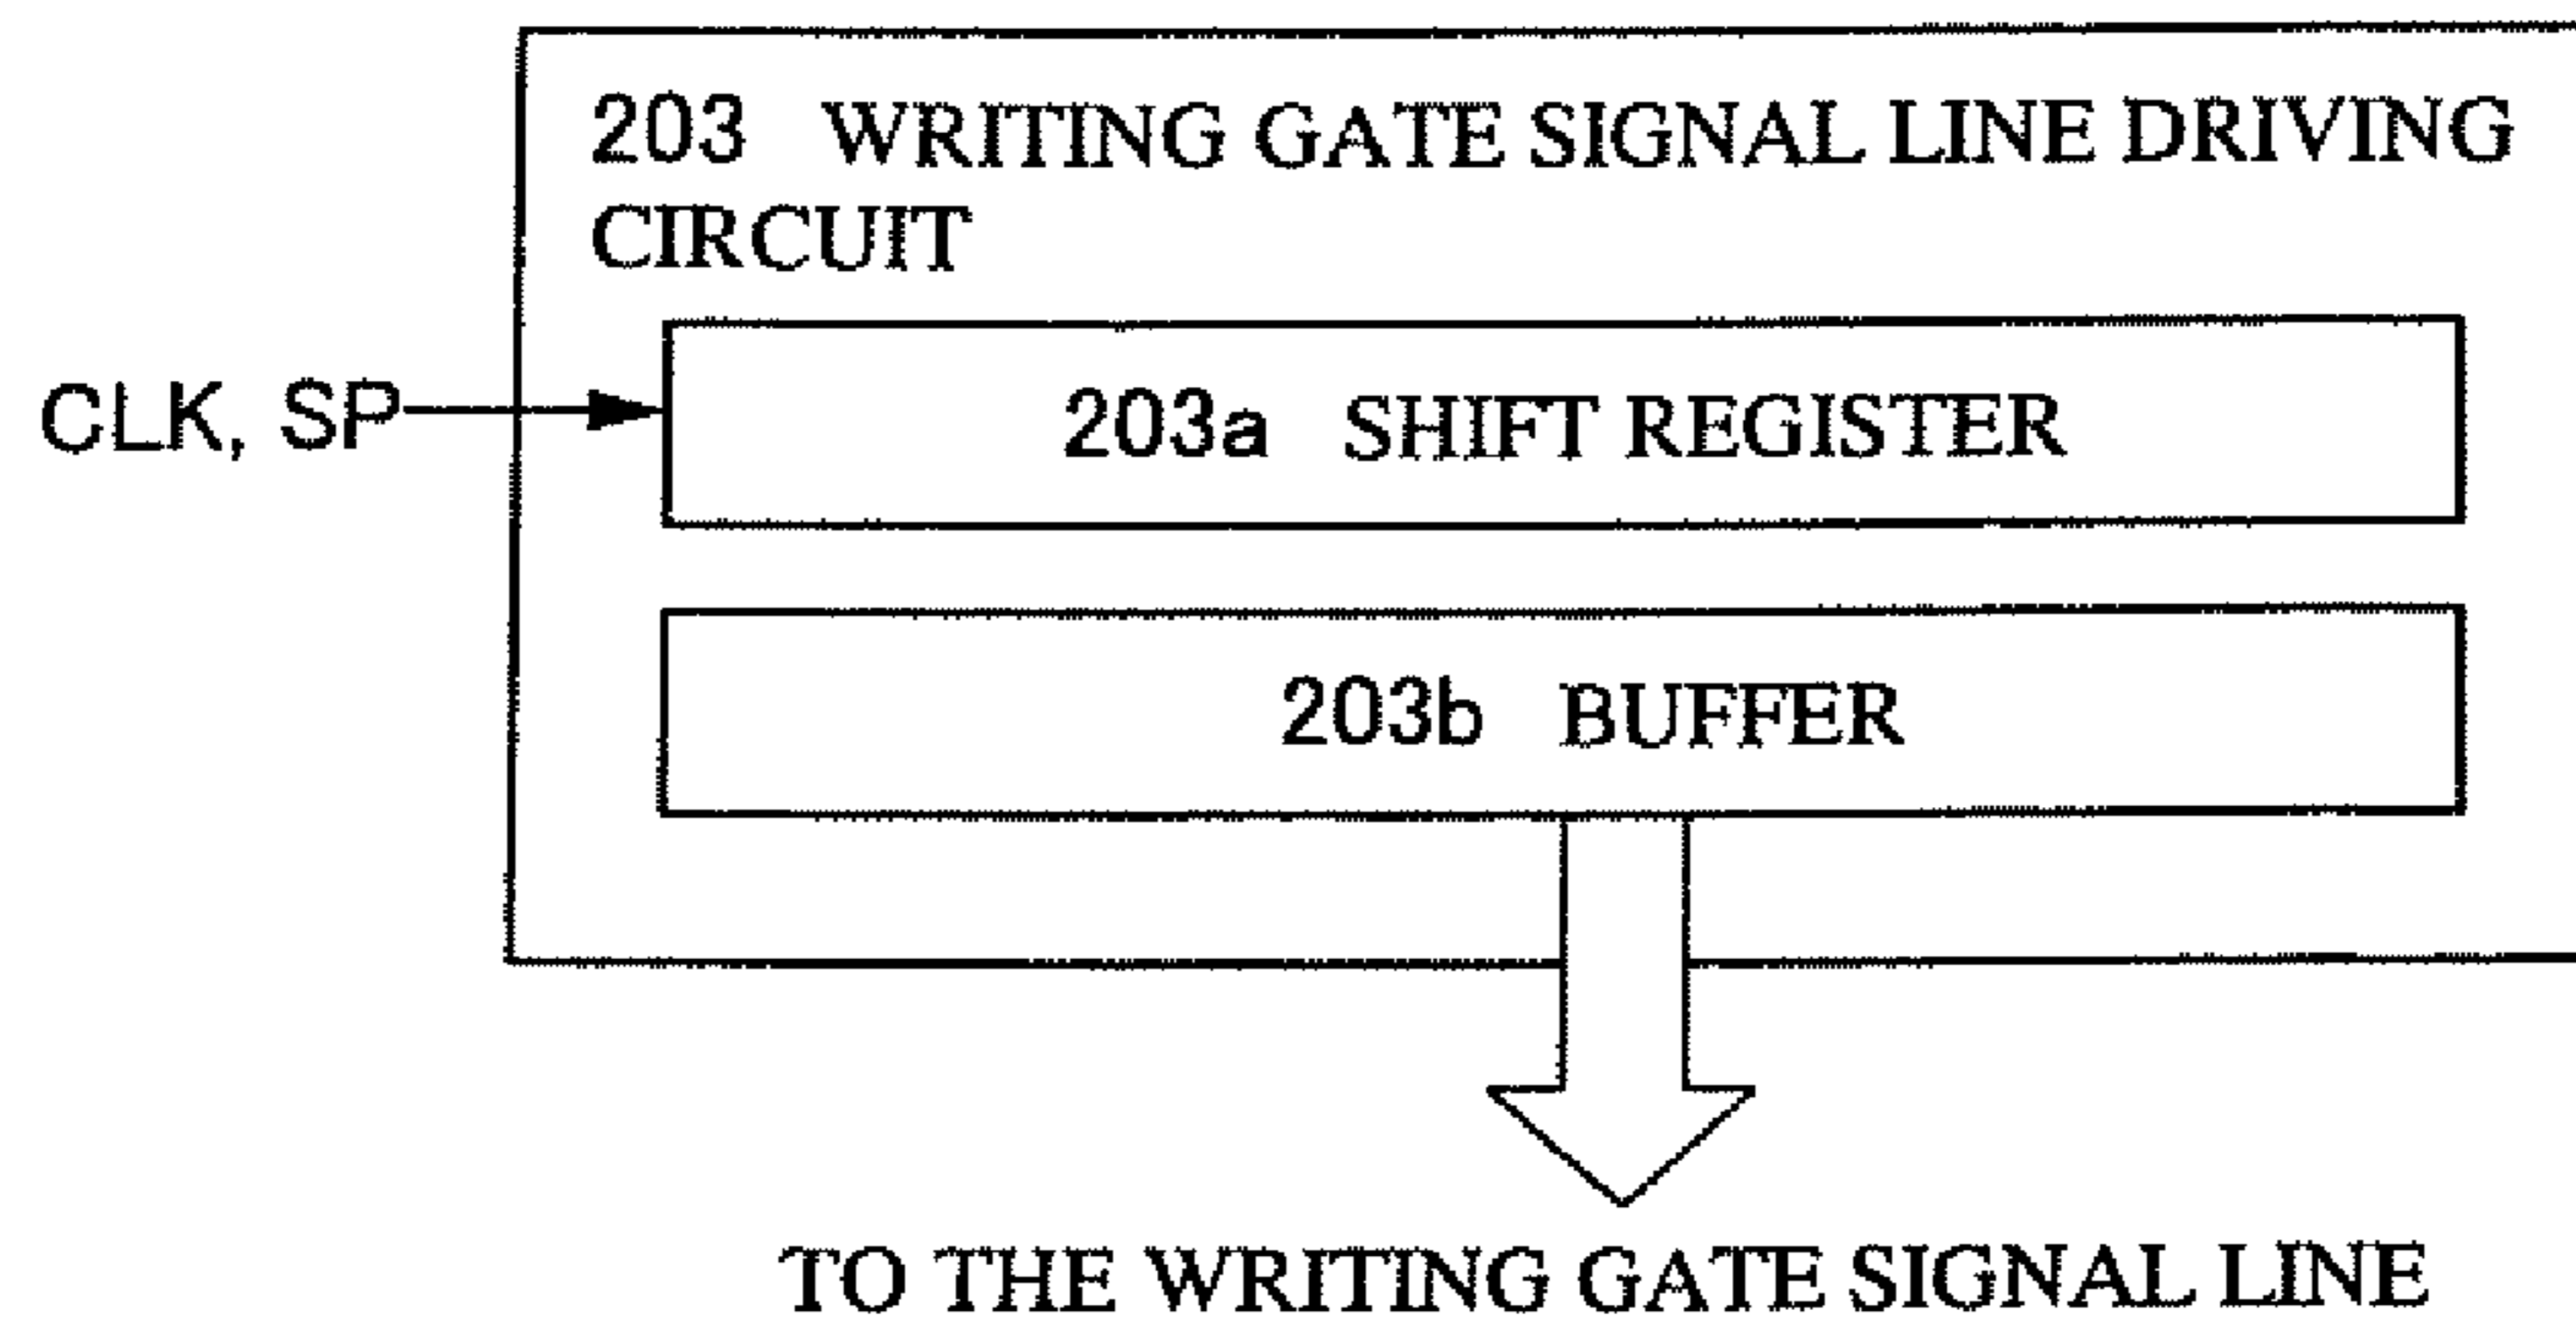 203 WRITING GATE SIGNAL LINE DRIVING
CIRCUIT
CLK, SP
203a SHIFT REGISTER
203b BUFFER
TO THE WRITING GATE SIGNAL LINE